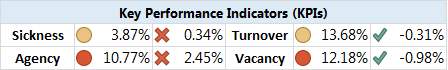 Key Performance Indicators (KPIs)
Sickness 3.87% 0.34% Turnover 13.68% -0.31%
Agency 10.77% 2.45% Vacancy 12.18% -0.98%